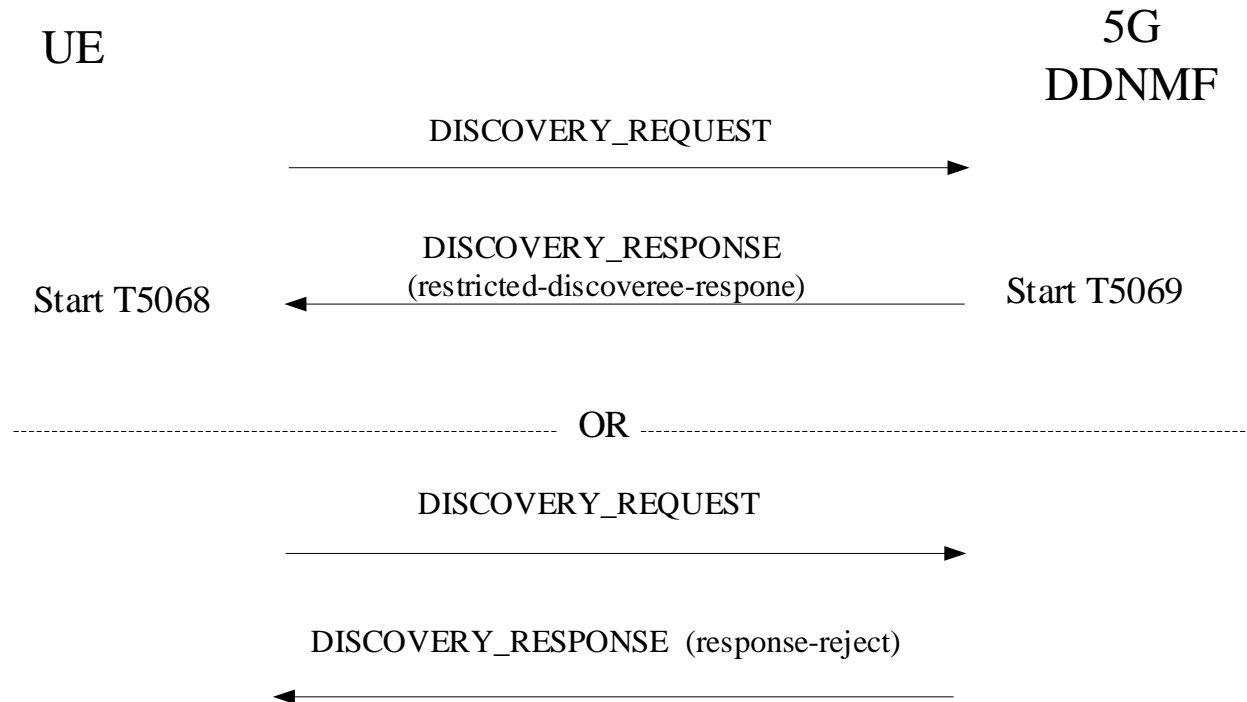 UE
5G
DDNMF
DISCOVERY_REQUEST
DISCOVERY_RESPONSE
(restricted-discoveree-respone)
Start T5068
Start T5069
OR
DISCOVERY_REQUEST
DISCOVERY_RESPONSE (response-reject)